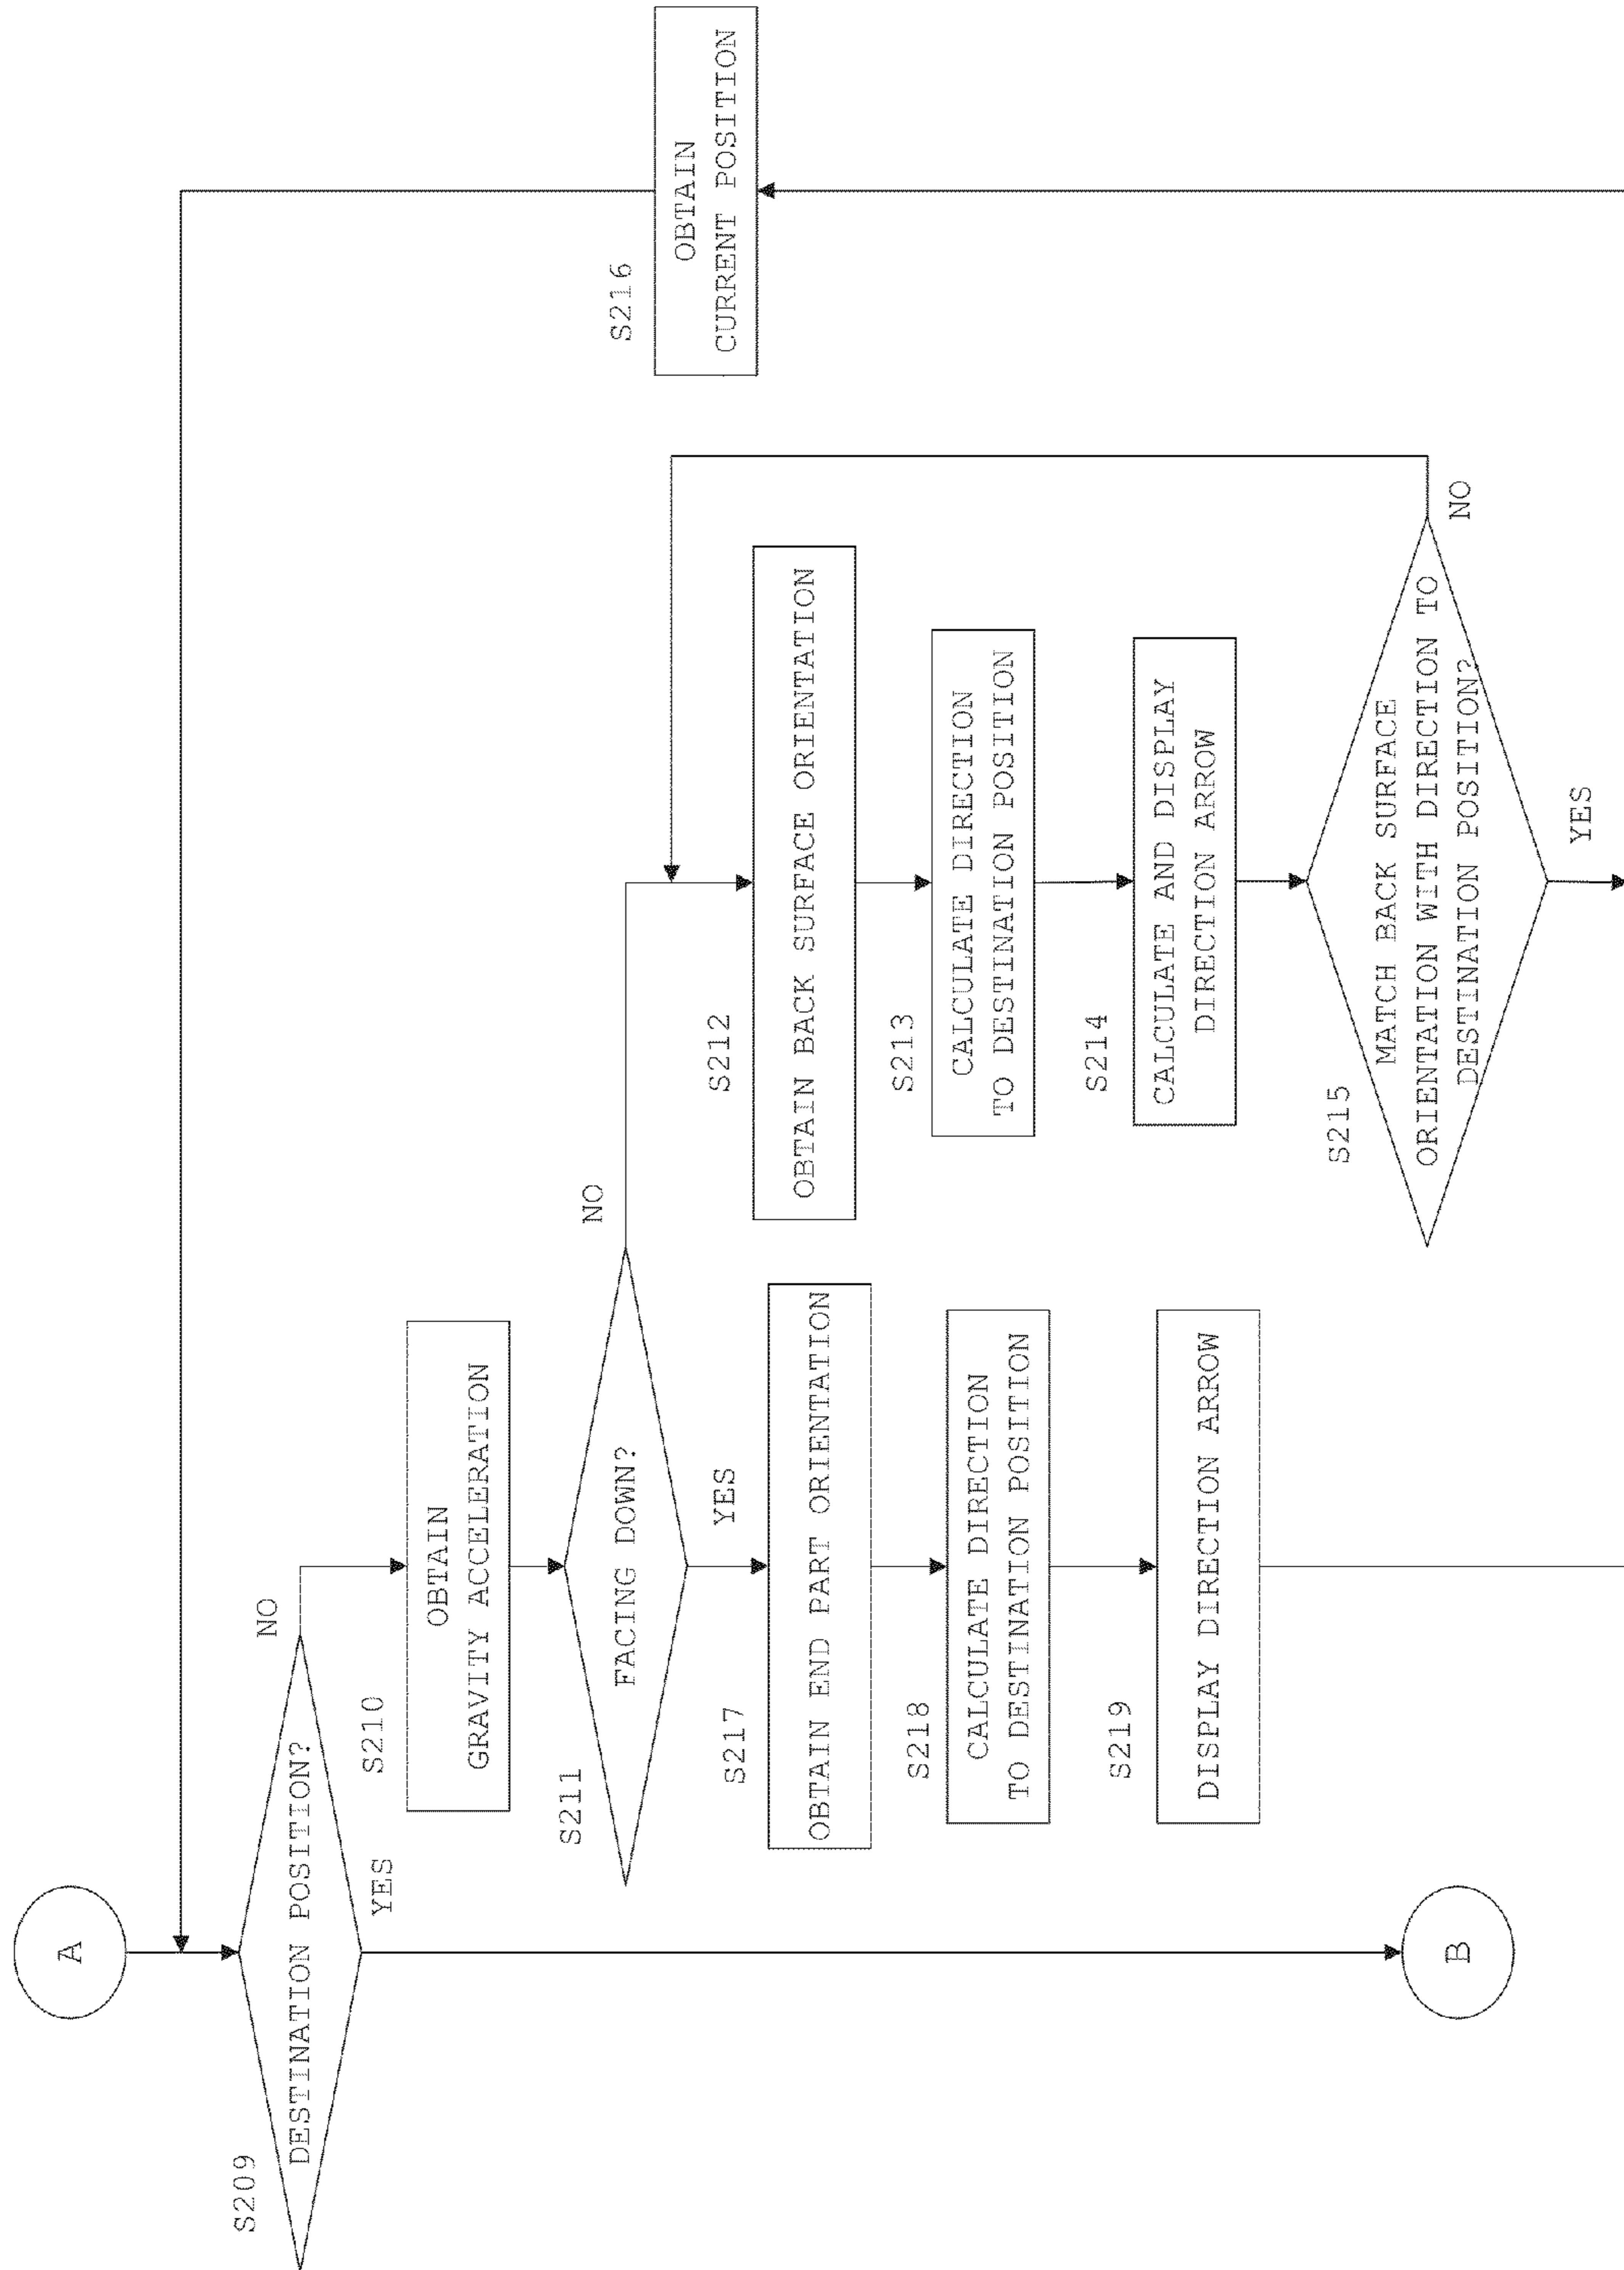 A
S209
DESTINATION POSITION?
NO
YES
S210
OBTAIN
GRAVITY ACCELERATION
S211
FACING DOWN?
NO
YES
S217
OBTAIN END PART ORIENTATION
S218
CALCULATE DIRECTION
TO DESTINATION POSITION
S219
DISPLAY DIRECTION ARROW
B
S212
OBTAIN BACK SURFACE ORIENTATION
S213
CALCULATE DIRECTION
TO DESTINATION POSITION
S214
CALCULATE AND DISPLAY
DIRECTION ARROW
S215
MATCH BACK SURFACE
ORIENTATION WITH DIRECTION TO
DESTINATION POSITION?
NO
YES
S216
OBTAIN
CURRENT POSITION